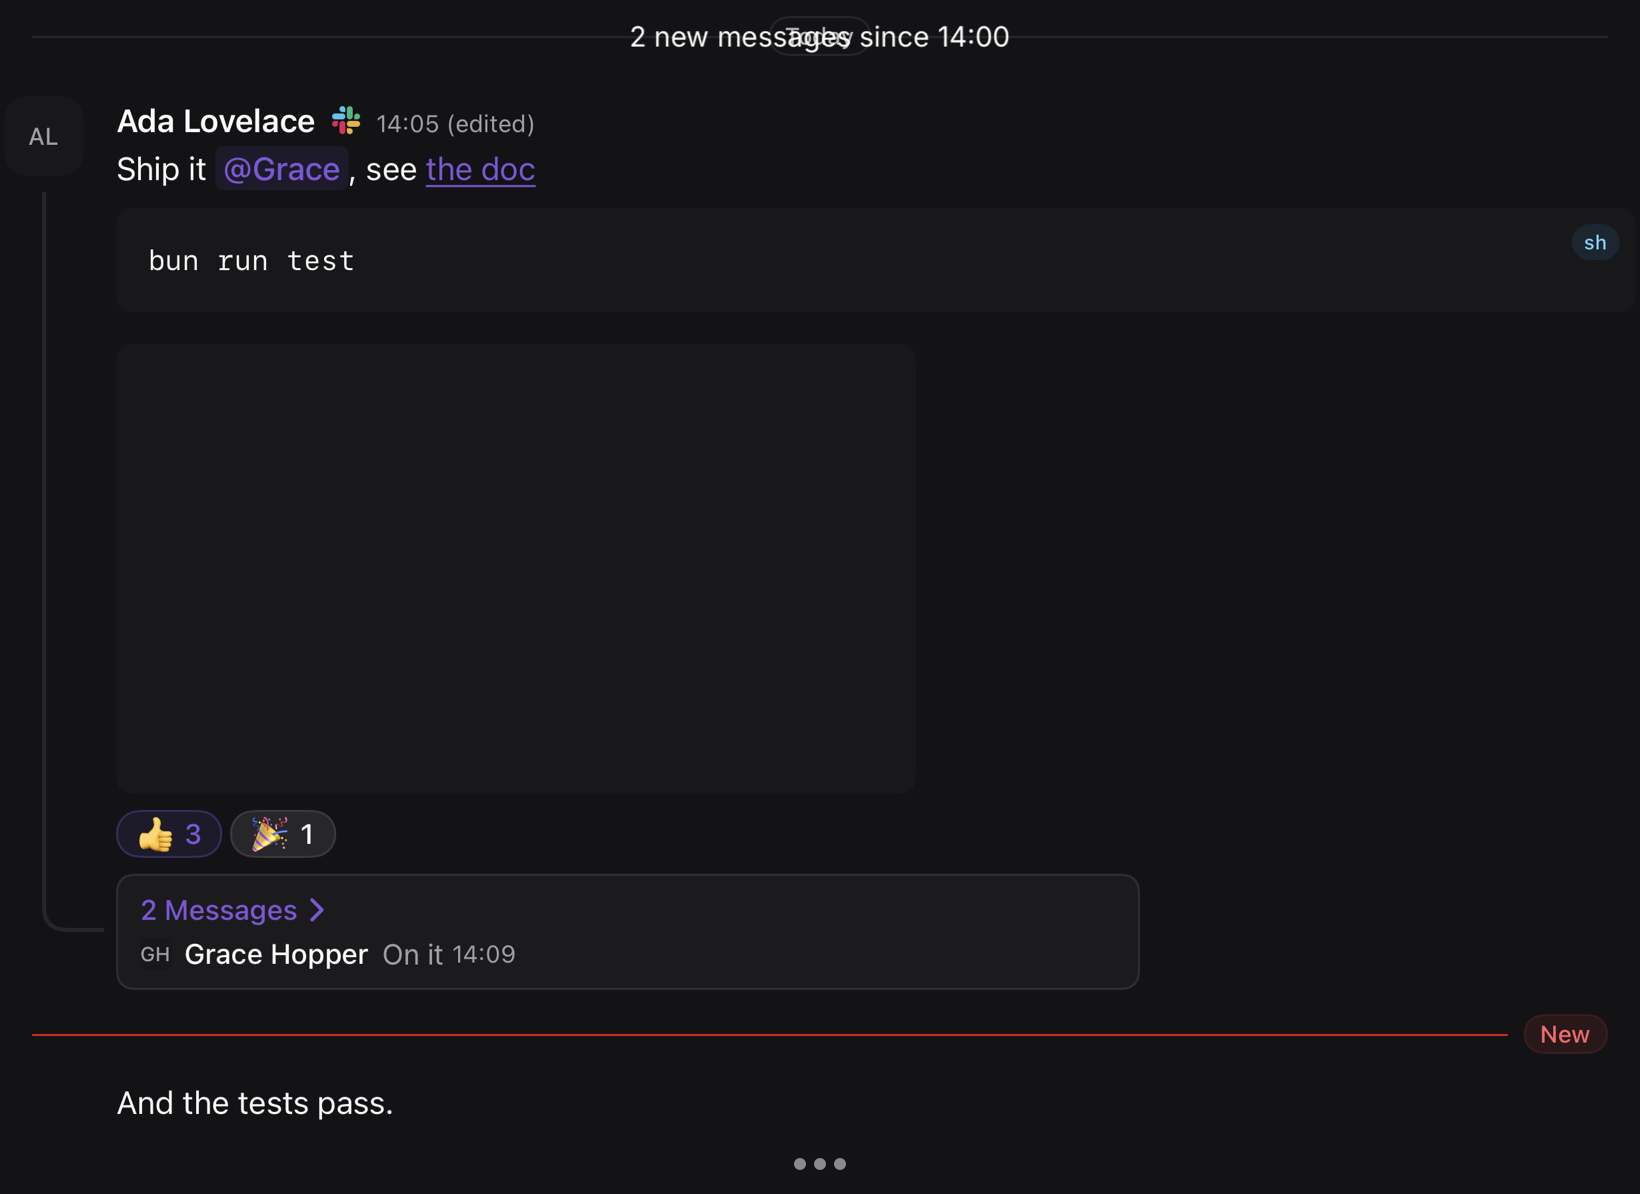 2 new messages since 14:00
Today
AL
Ada Lovelace 14:05 (edited)
Ship it @Grace, see the doc
sh
bun run test
👍 3 🎉 1
2 Messages
GH Grace Hopper On it 14:09
New
And the tests pass.